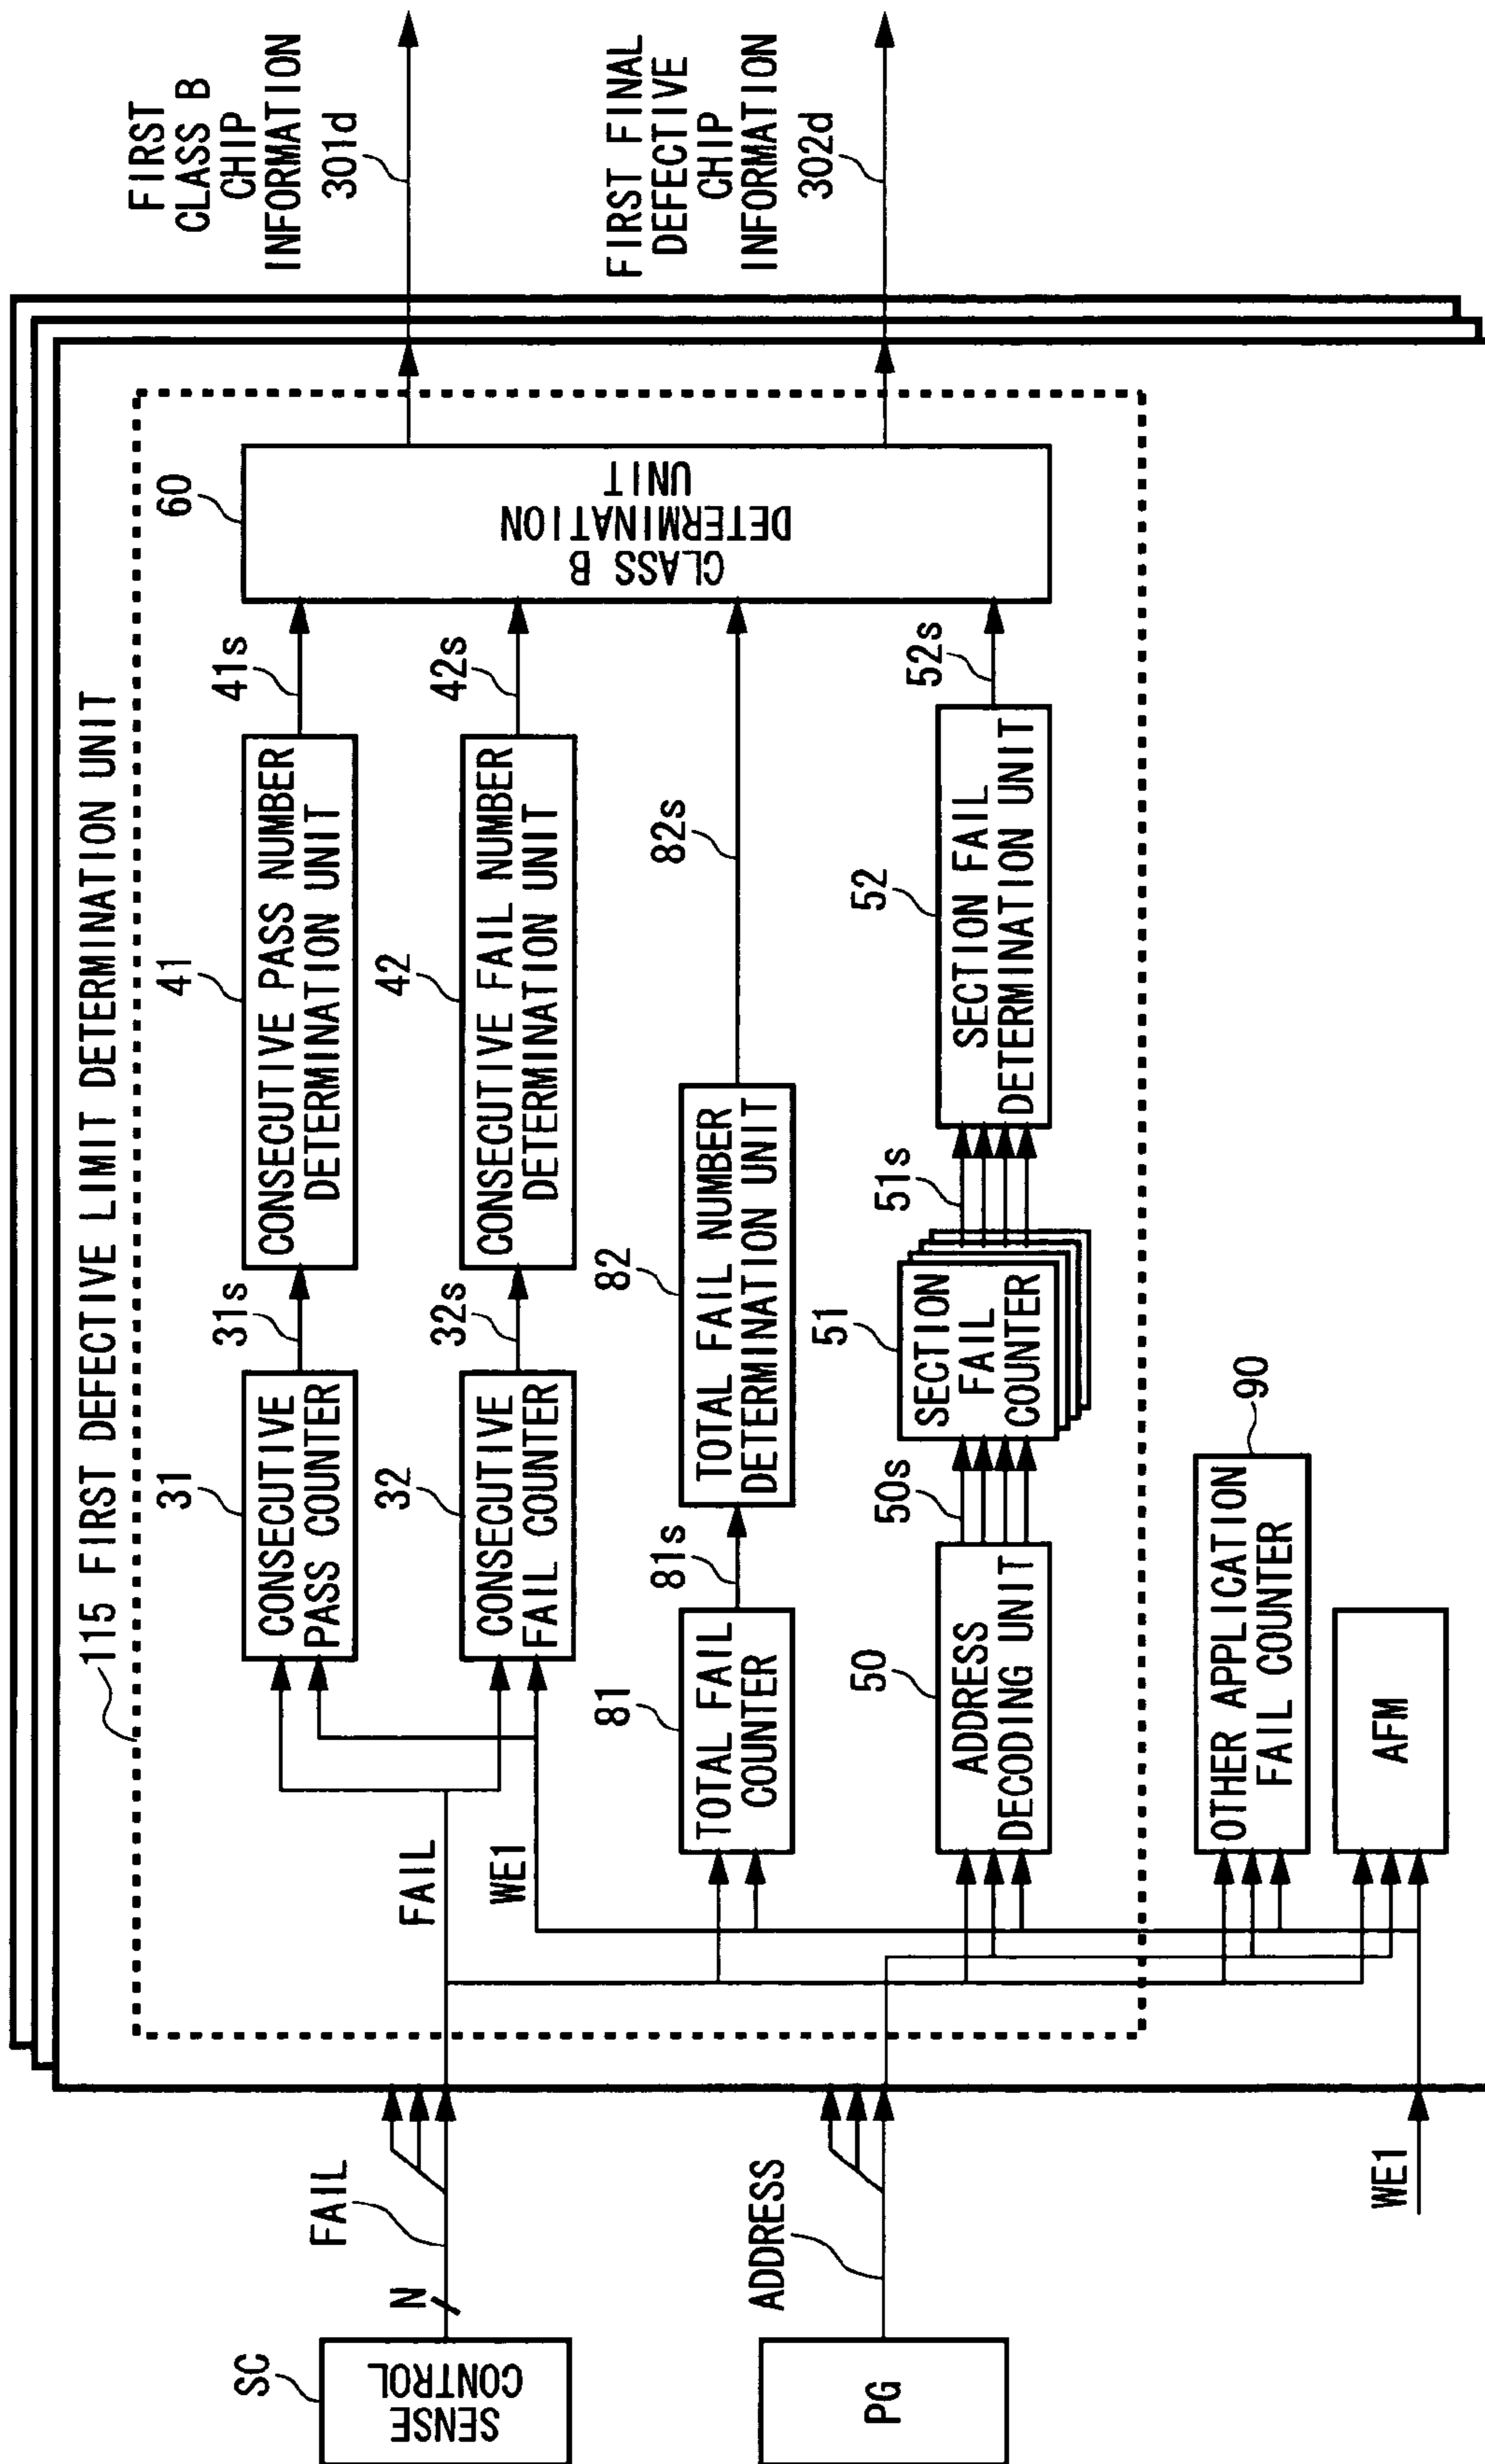 SC
SENSE
CONTROL
N
FAIL
PG
ADDRESS
WE1
115 FIRST DEFECTIVE LIMIT DETERMINATION UNIT
FAIL
WE1
31
CONSECUTIVE
PASS COUNTER
31s
41
CONSECUTIVE PASS NUMBER
DETERMINATION UNIT
41s
32
CONSECUTIVE
FAIL COUNTER
32s
42
CONSECUTIVE FAIL NUMBER
DETERMINATION UNIT
42s
81
TOTAL FAIL
COUNTER
81s
82
TOTAL FAIL NUMBER
DETERMINATION UNIT
82s
50
ADDRESS
DECODING UNIT
50s
51
SECTION
FAIL
COUNTER
51s
52
SECTION FAIL
DETERMINATION UNIT
52s
60
CLASS B
DETERMINATION
UNIT
90
OTHER APPLICATION
FAIL COUNTER
AFM
FIRST
CLASS B
CHIP
INFORMATION
301d
FIRST FINAL
DEFECTIVE
CHIP
INFORMATION
302d